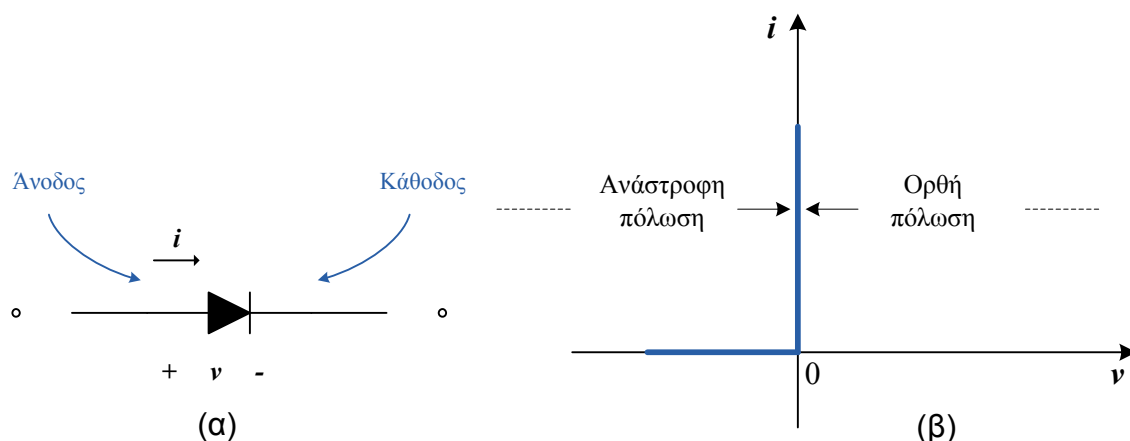 Άνοδος
Κάθοδος
i
+ v -
(α)
i
Ανάστροφη
πόλωση
Ορθή
πόλωση
0
v
(β)